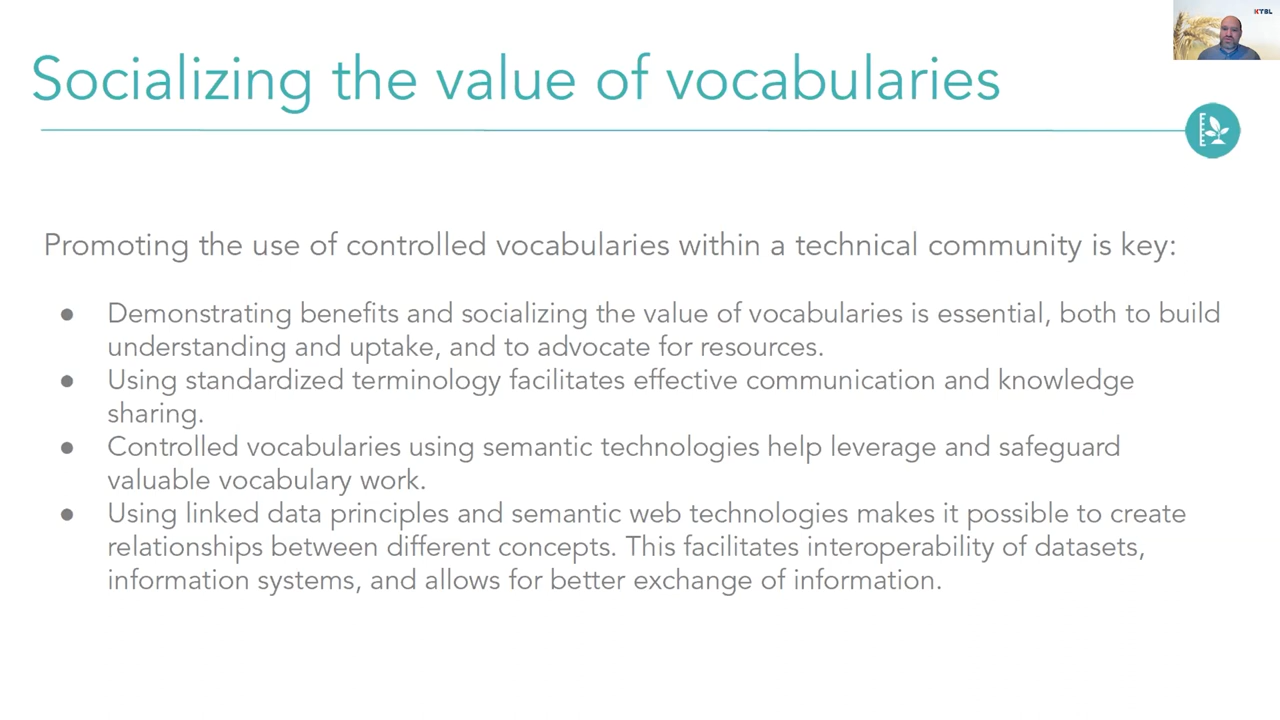 KTBL
Socializing the value of vocabularies
Promoting the use of controlled vocabularies within a technical community is key:
● Demonstrating benefits and socializing the value of vocabularies is essential, both to build
understanding and uptake, and to advocate for resources.
● Using standardized terminology facilitates effective communication and knowledge
sharing.
● Controlled vocabularies using semantic technologies help leverage and safeguard
valuable vocabulary work.
● Using linked data principles and semantic web technologies makes it possible to create
relationships between different concepts. This facilitates interoperability of datasets,
information systems, and allows for better exchange of information.